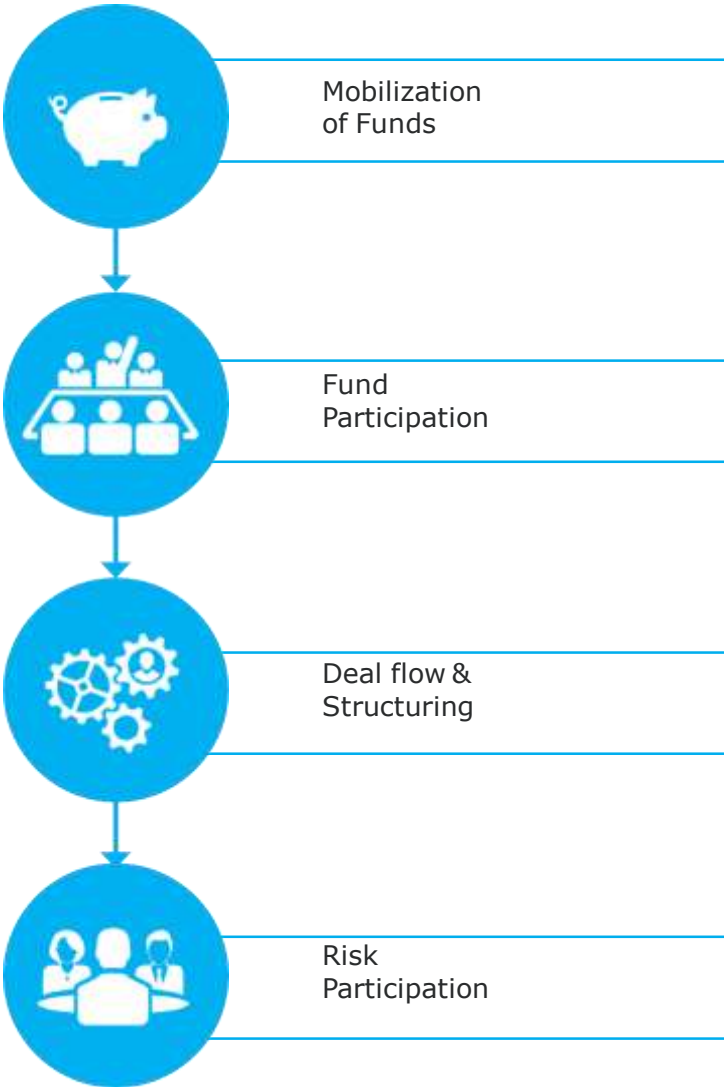 Mobilization
of Funds
Fund
Participation
Deal flow &
Structuring
Risk
Participation